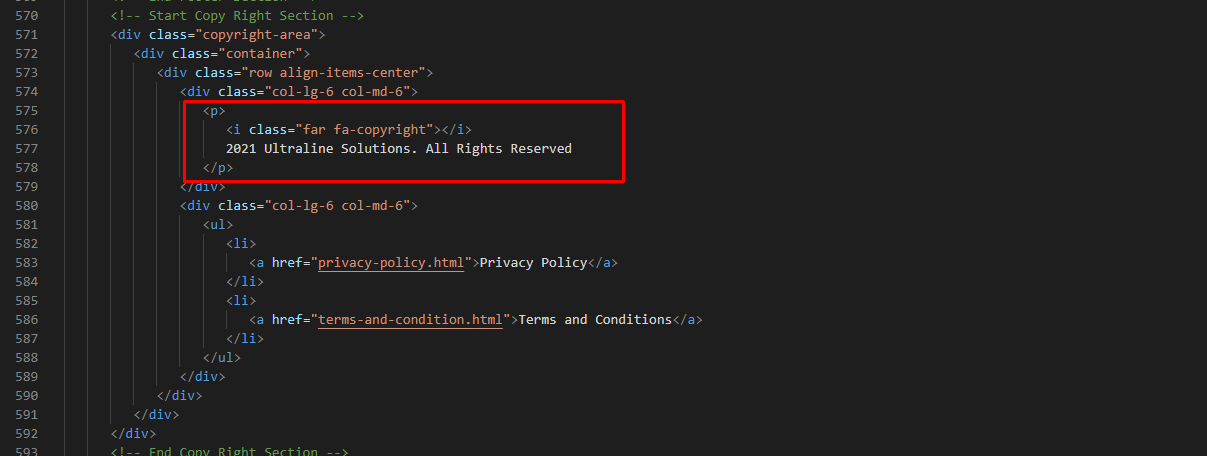 570 <!-- Start Copy Right Section -->
571 <div class="copyright-area">
572 <div class="container">
573 <div class="row align-items-center">
574 <div class="col-lg-6 col-md-6">
575 <p>
576 <i class="far fa-copyright"></i>
577 2021 Ultraline Solutions. All Rights Reserved
578 </p>
579 </div>
580 <div class="col-lg-6 col-md-6">
581 <ul>
582 <li>
583 <a href="privacy-policy.html">Privacy Policy</a>
584 </li>
585 <li>
586 <a href="terms-and-condition.html">Terms and Conditions</a>
587 </li>
588 </ul>
589 </div>
590 </div>
591 </div>
592 </div>
593 <!-- End Copy Right Section -->